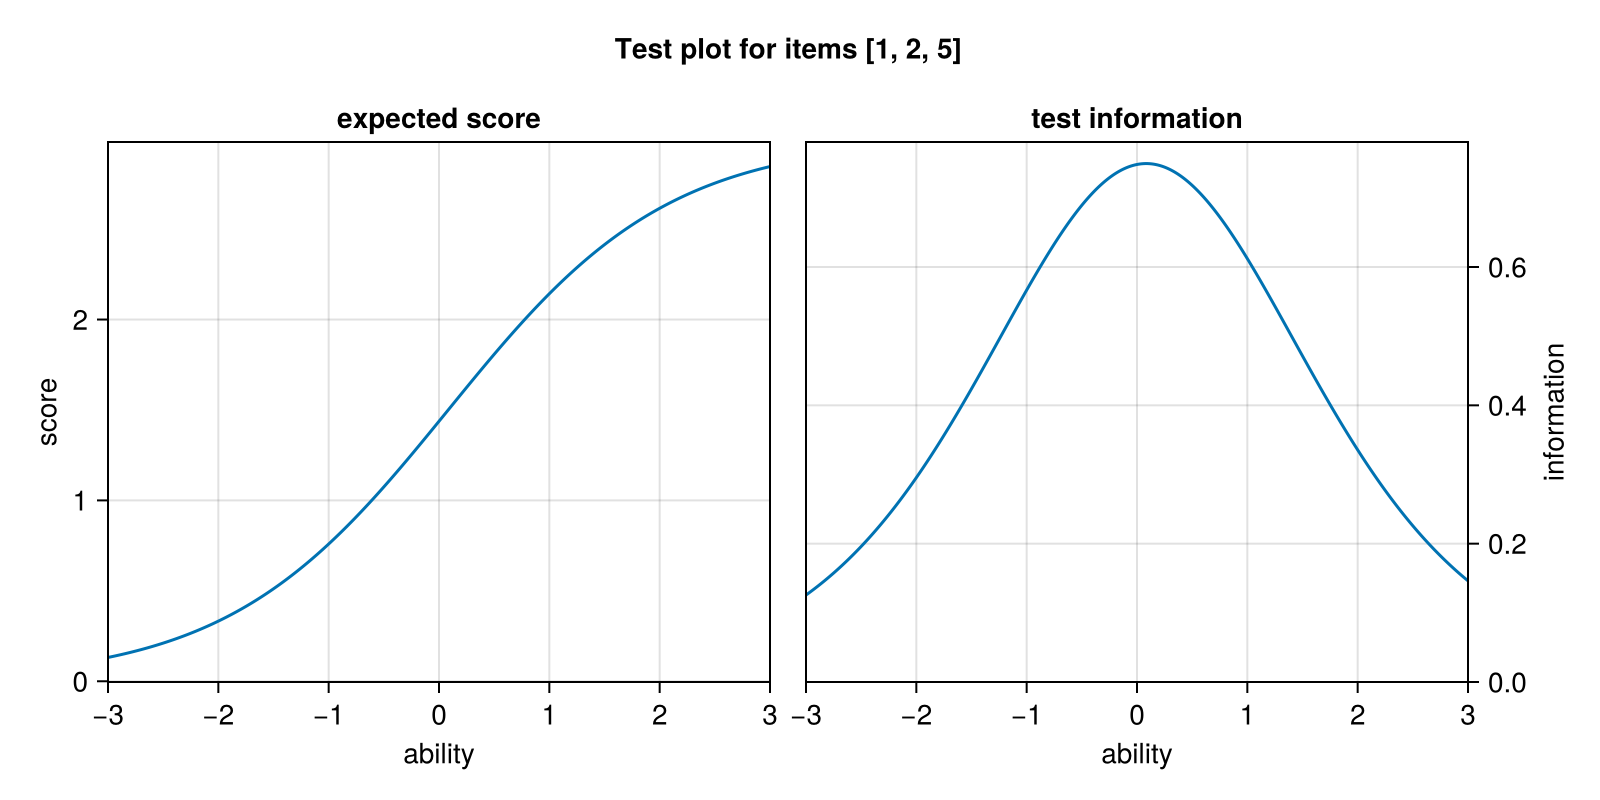 Test plot for items [1, 2, 5]
expected score
test information
score
2
1
0
−3 −2 −1 0 1 2 3
ability
0.6
0.4
0.2
0.0
information
−3 −2 −1 0 1 2 3
ability